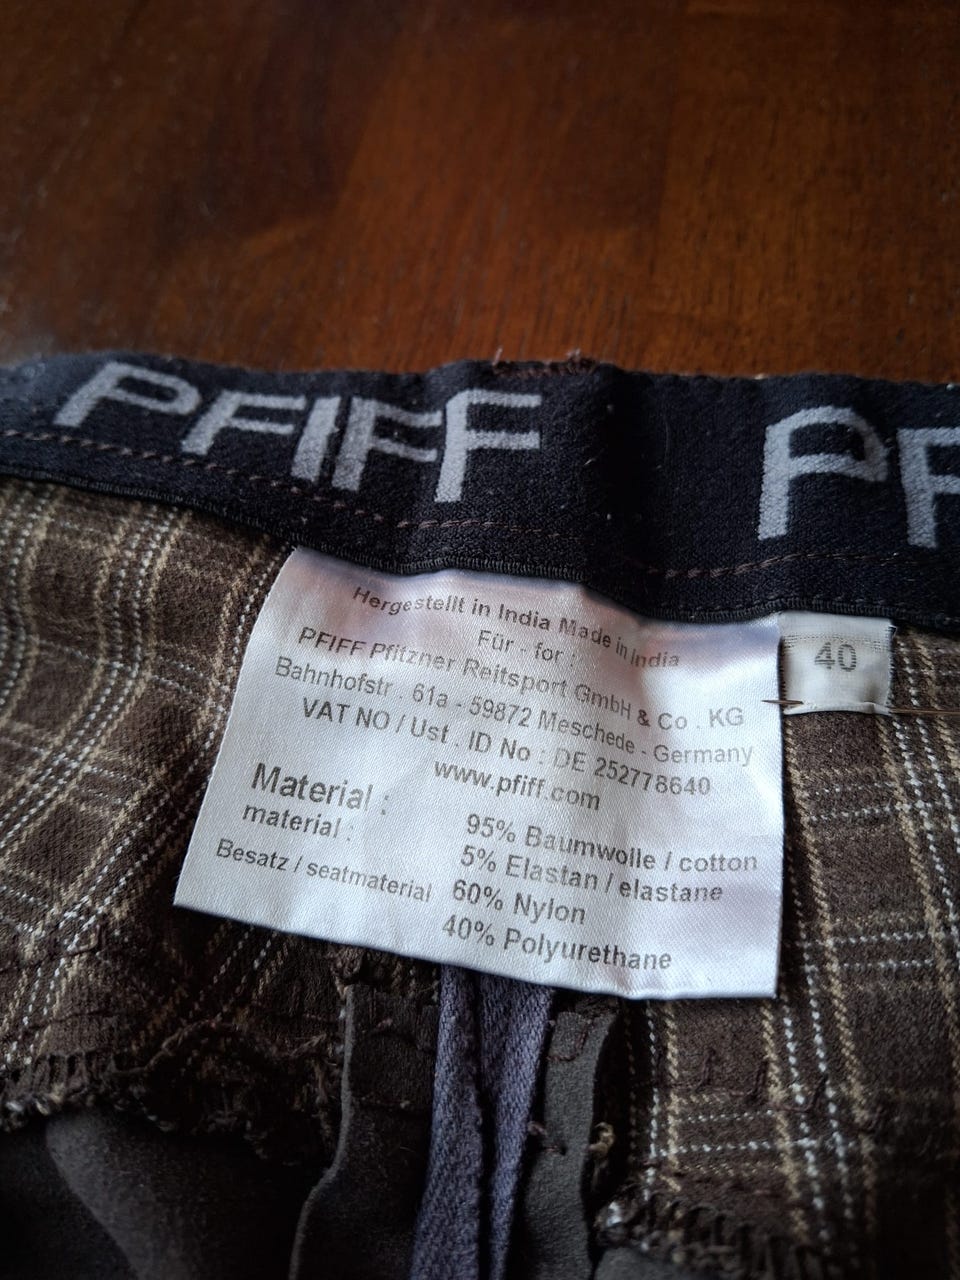 PFIFF PF
Hergestellt in India Made in India
Für - for :
PFIFF Pfitzner Reitsport GmbH & Co . KG
Bahnhofstr . 61a - 59872 Meschede - Germany
VAT NO / Ust . ID No : DE 252778640
www.pfiff.com
Material :
material :
95% Baumwolle / cotton
5% Elastan / elastane
Besatz / seatmaterial 60% Nylon
40% Polyurethane
40